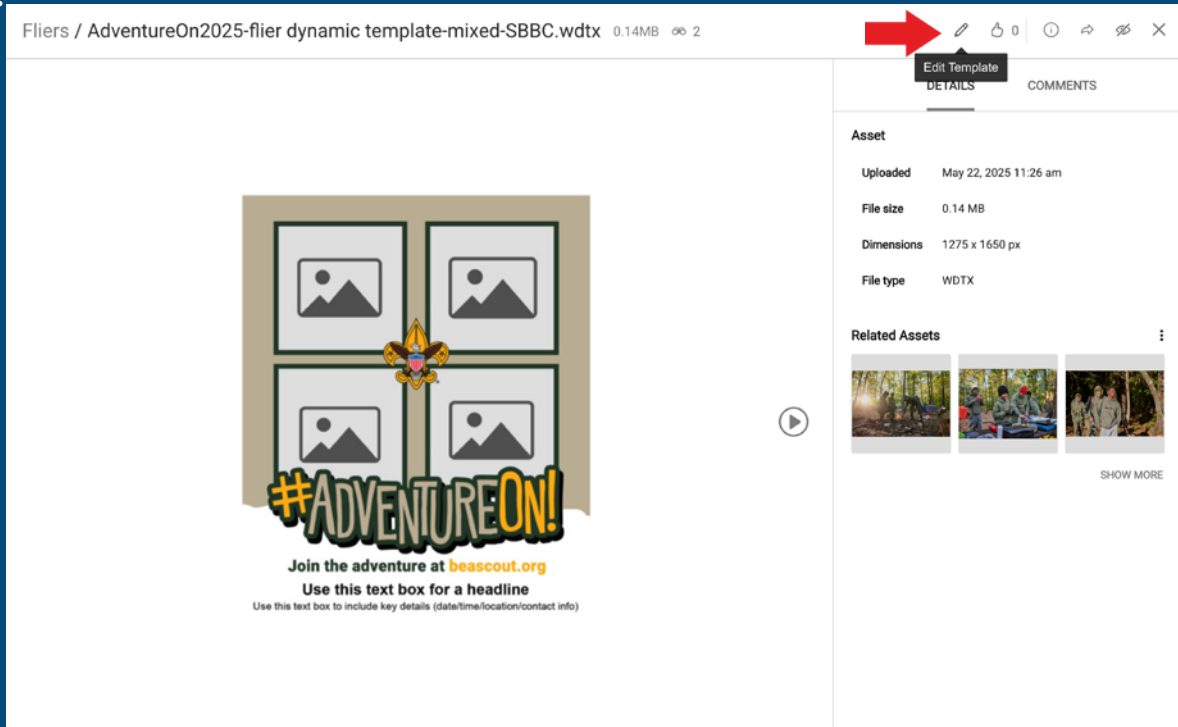 Fliers / AdventureOn2025-flier dynamic template-mixed-SBBC.wdtx 0.14MB 2
0
Edit Template
DETAILS COMMENTS
Asset
Uploaded May 22, 2025 11:26 am
File size 0.14 MB
Dimensions 1275 x 1650 px
File type WDTX
Related Assets
SHOW MORE
#ADVENTUREON!
Join the adventure at beascout.org
Use this text box for a headline
Use this text box to include key details (date/time/location/contact info)